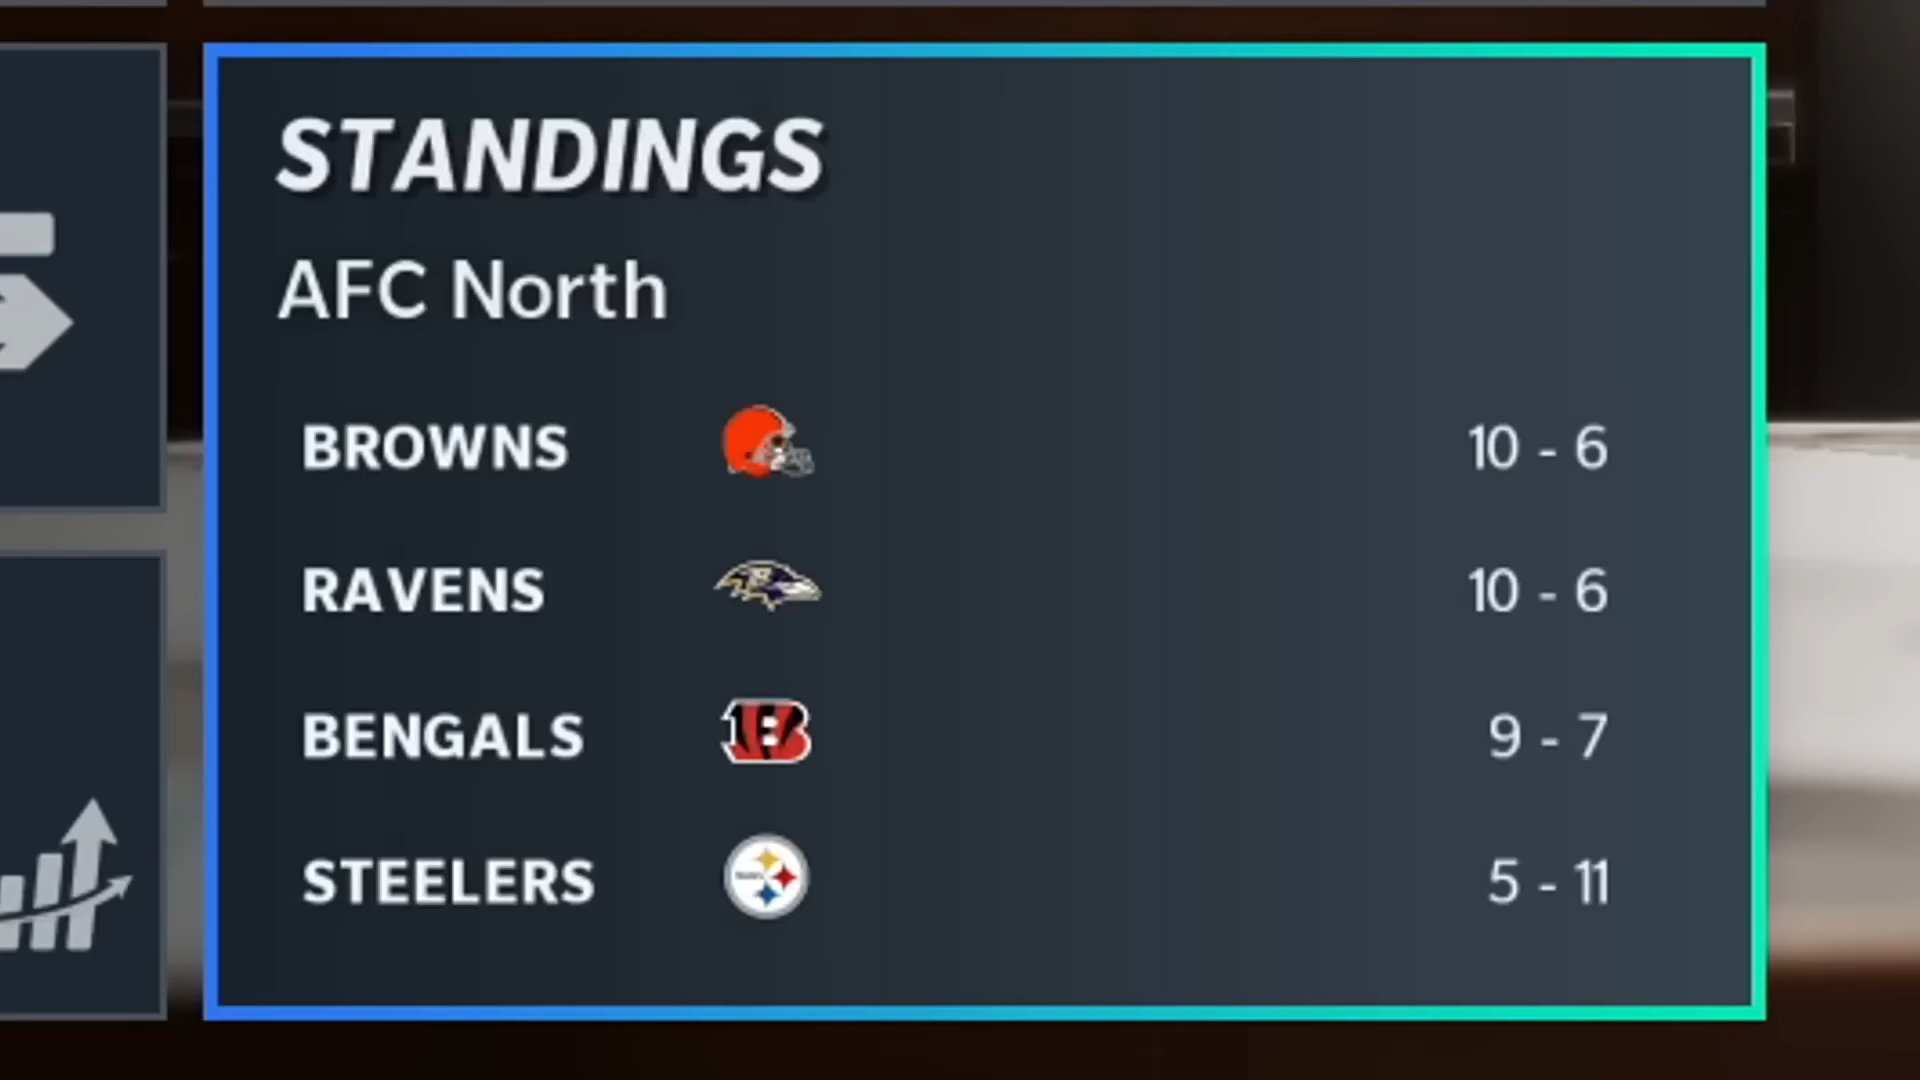 STANDINGS
AFC North
BROWNS 10 - 6
RAVENS 10 - 6
BENGALS 9 - 7
STEELERS 5 - 11